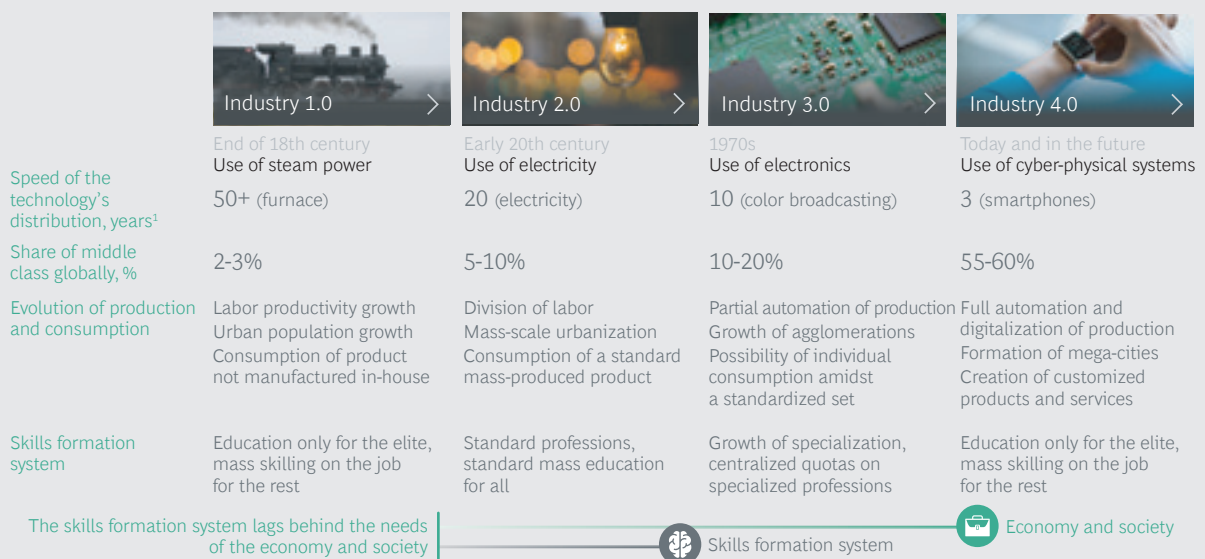 Industry 1.0
Industry 2.0
Industry 3.0
Industry 4.0
End of 18th century
Use of steam power
Early 20th century
Use of electricity
1970s
Use of electronics
Today and in the future
Use of cyber-physical systems
Speed of the
technology’s
distribution, years¹
50+ (furnace)
20 (electricity)
10 (color broadcasting)
3 (smartphones)
Share of middle
class globally, %
2-3%
5-10%
10-20%
55-60%
Evolution of production
and consumption
Labor productivity growth
Urban population growth
Consumption of product
not manufactured in-house
Division of labor
Mass-scale urbanization
Consumption of a standard
mass-produced product
Partial automation of production
Growth of agglomerations
Possibility of individual
consumption amidst
a standardized set
Full automation and
digitalization of production
Formation of mega-cities
Creation of customized
products and services
Skills formation
system
Education only for the elite,
mass skilling on the job
for the rest
Standard professions,
standard mass education
for all
Growth of specialization,
centralized quotas on
specialized professions
Education only for the elite,
mass skilling on the job
for the rest
The skills formation system lags behind the needs
of the economy and society
Economy and society
Skills formation system